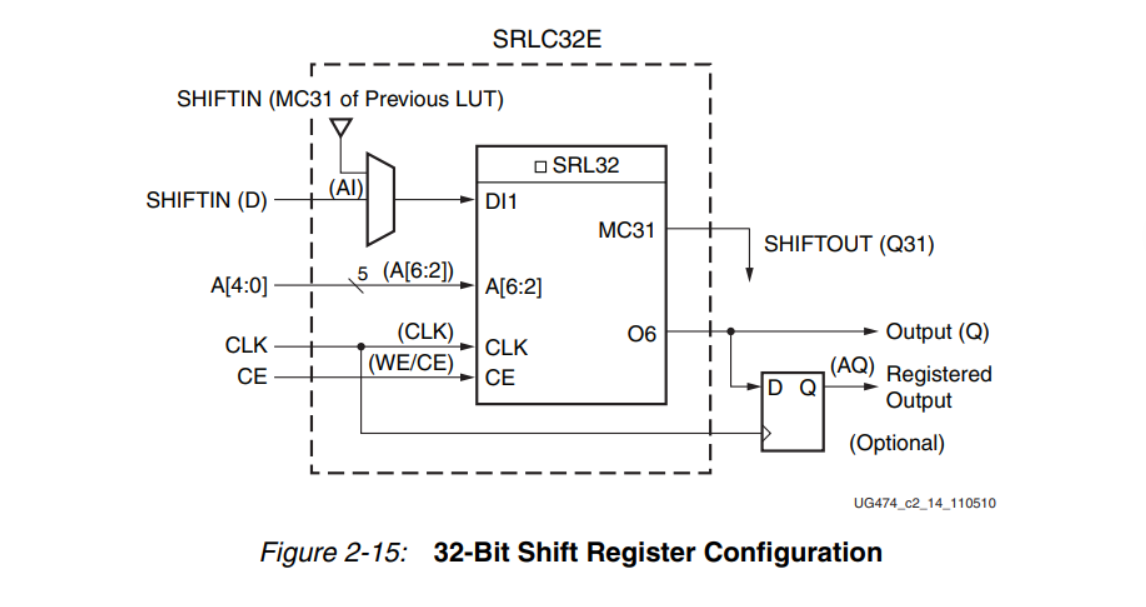 SRLC32E
SHIFTIN (MC31 of Previous LUT)
SRL32
(AI)
SHIFTIN (D)
DI1
MC31
SHIFTOUT (Q31)
5 (A[6:2])
A[4:0]
A[6:2]
(CLK)
CLK
CLK
O6
Output (Q)
(WE/CE)
CE
CE
(AQ)
Registered
Output
D Q
(Optional)
UG474_c2_14_110510
Figure 2-15: 32-Bit Shift Register Configuration